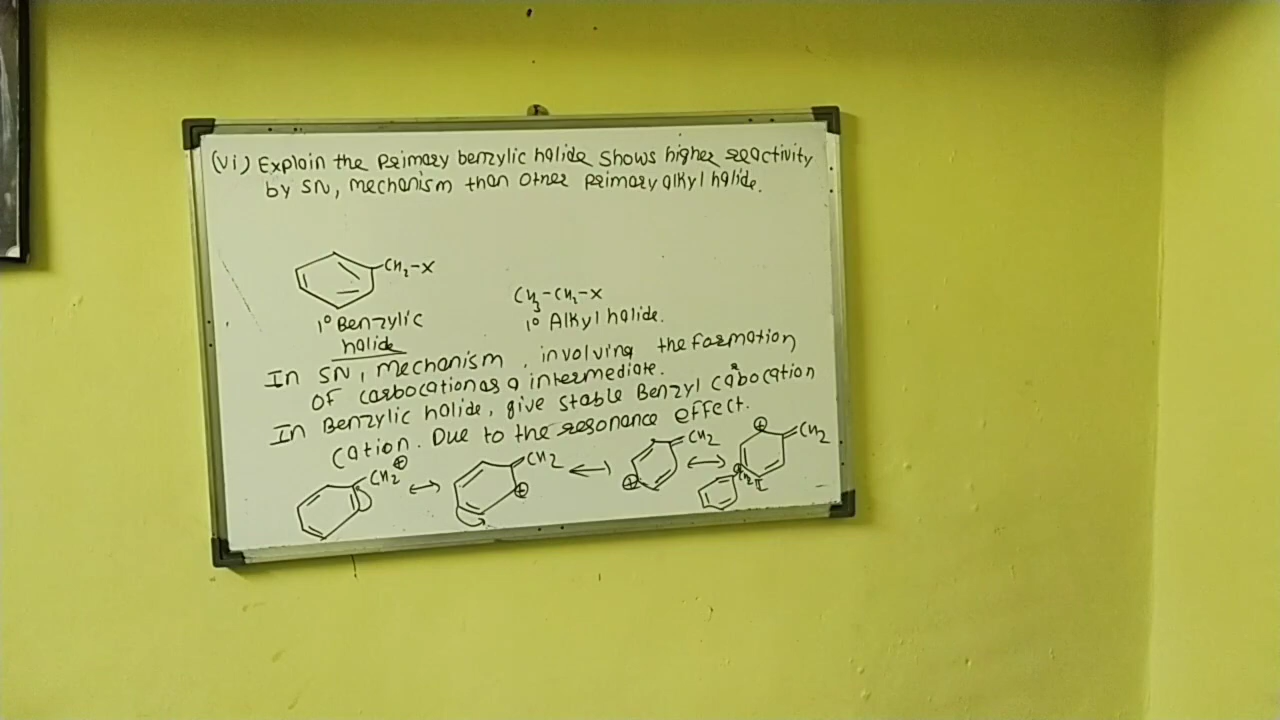 (vi) Explain the Primary benzylic halide shows higher reactivity
by SN1 mechanism than other primary alkyl halide.
CH2-X
CH3-CH2-X
1° Benzylic
halide
1° Alkyl halide.
In SN1 mechanism, involving the formation
of carbocation as a intermediate.
In Benzylic halide, give stable Benzyl cabocation
cation. Due to the resonance effect.
CH2 ⊕ ↔ CH2 ⊕ ↔ CH2 ⊕ ↔ CH2 ⊕